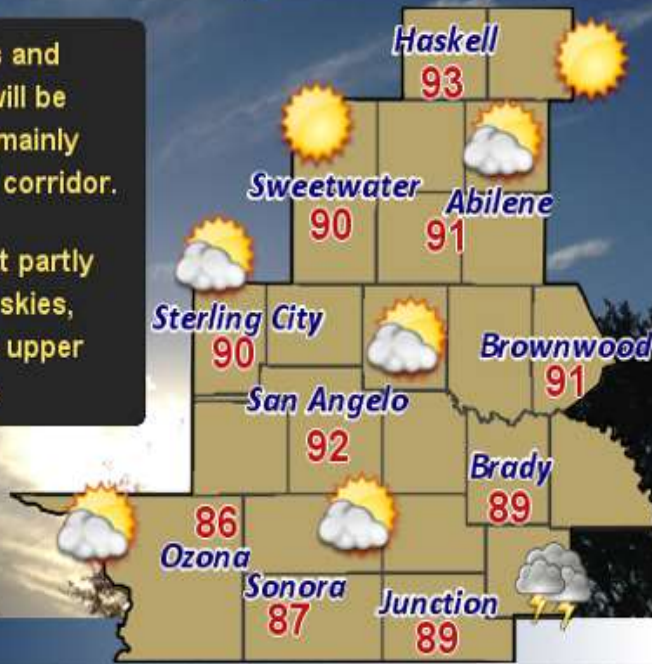 s and
will be
mainly
corridor.
t partly
skies,
upper
Haskell
93
Sweetwater
90
Abilene
91
Sterling City
90
Brownwood
91
San Angelo
92
Brady
89
86
Ozona
Sonora
87
Junction
89